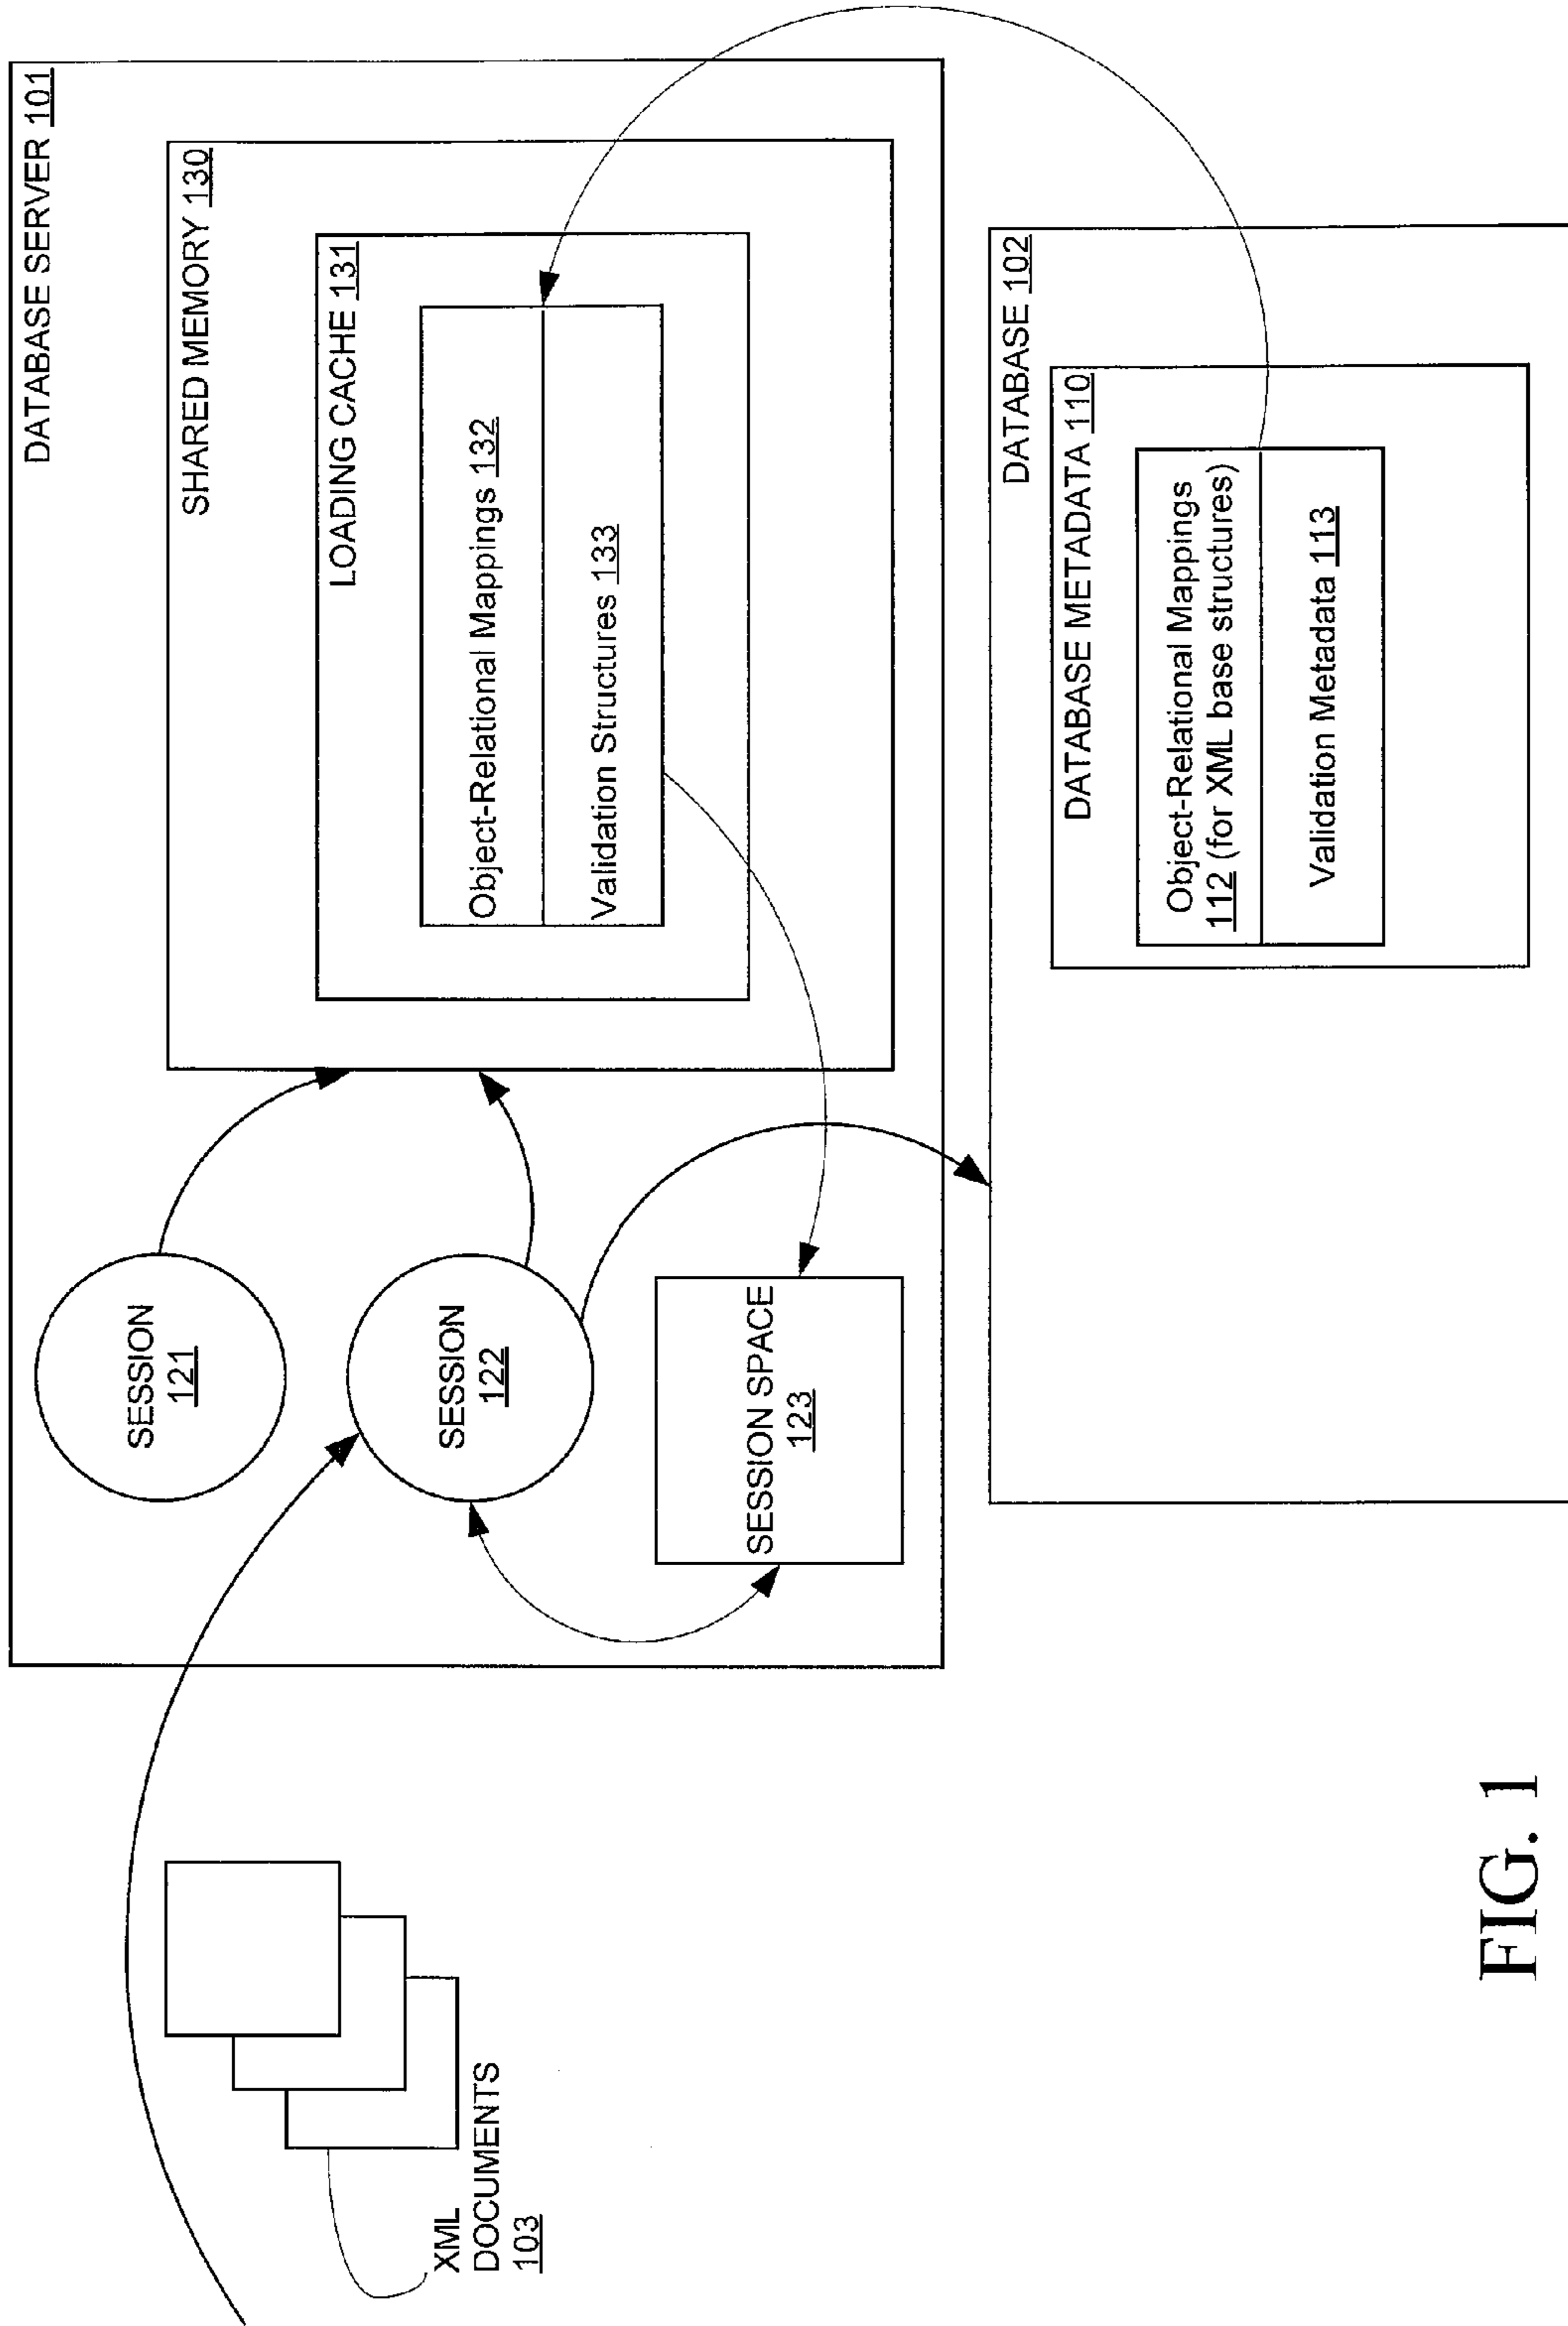 DATABASE SERVER 101
SESSION
121
SHARED MEMORY 130
LOADING CACHE 131
Object-Relational Mappings 132
Validation Structures 133
SESSION
122
SESSION SPACE
123
XML
DOCUMENTS
103
DATABASE 102
DATABASE METADATA 110
Object-Relational Mappings
112 (for XML base structures)
Validation Metadata 113
FIG. 1